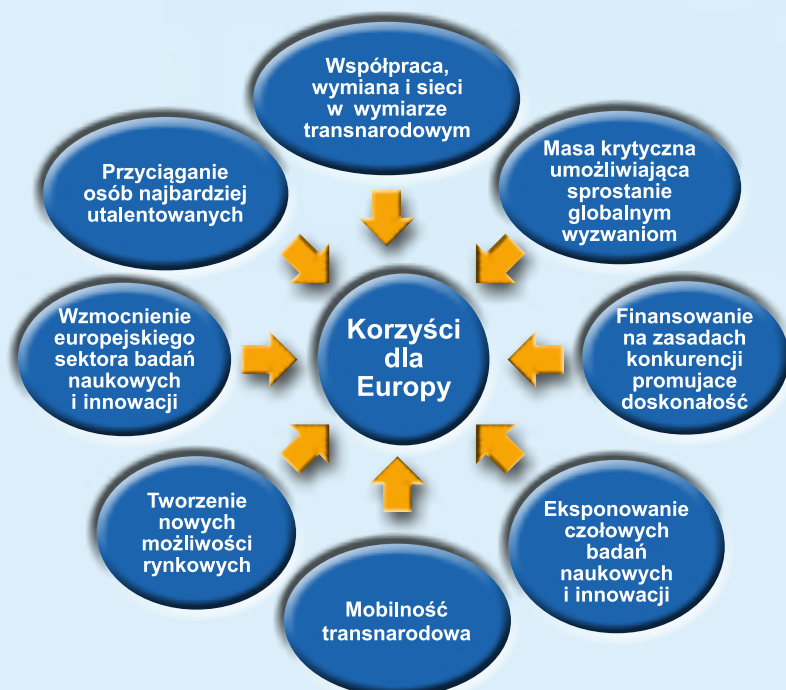 Współpraca,
wymiana i sieci
w wymiarze
transnarodowym
Masa krytyczna
umożliwiająca
sprostanie
globalnym
wyzwaniom
Przyciąganie
osób najbardziej
utalentowanych
Wzmocnienie
europejskiego
sektora badań
naukowych
i innowacji
Korzyści
dla
Europy
Finansowanie
na zasadach
konkurencji
promujace
doskonałość
Tworzenie
nowych
możliwości
rynkowych
Eksponowanie
czołowych
badań
naukowych
i innowacji
Mobilność
transnarodowa